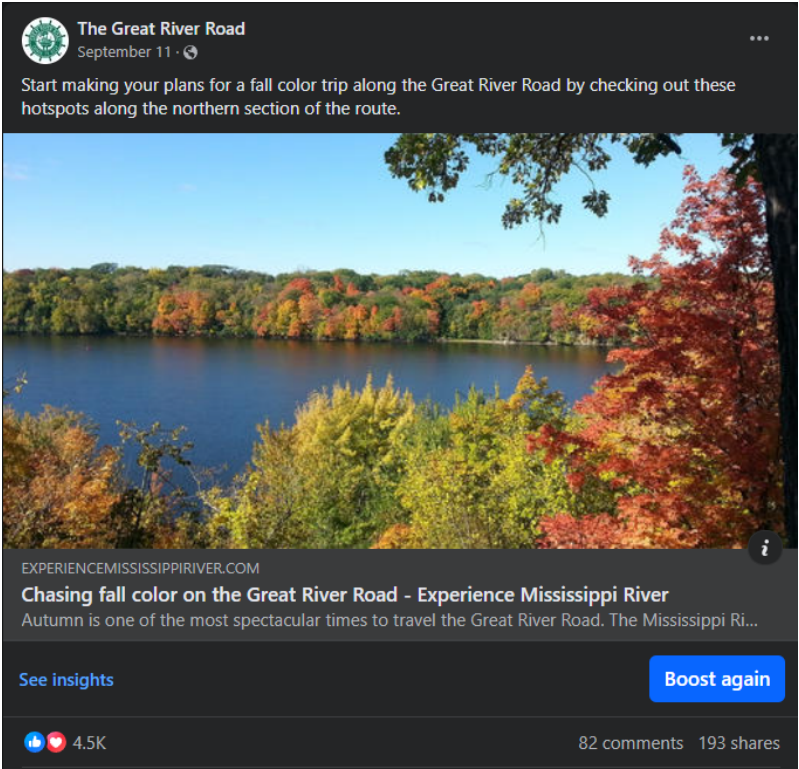 The Great River Road
September 11 ·
Start making your plans for a fall color trip along the Great River Road by checking out these
hotspots along the northern section of the route.
EXPERIENCEMISSISSIPPIRIVER.COM
Chasing fall color on the Great River Road - Experience Mississippi River
Autumn is one of the most spectacular times to travel the Great River Road. The Mississippi Ri...
See insights
Boost again
4.5K
82 comments 193 shares